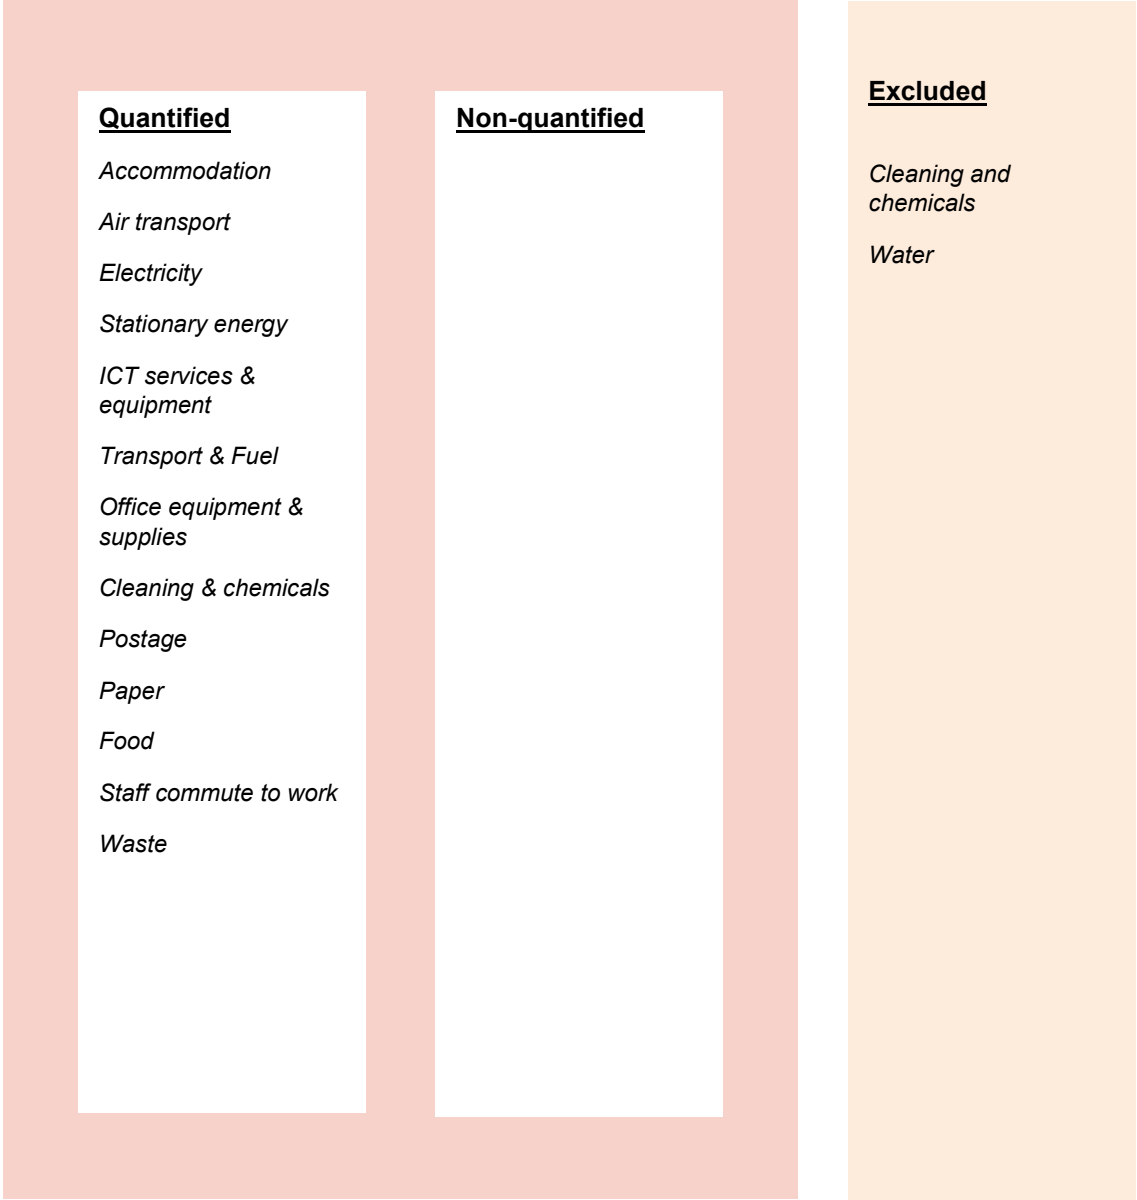 Quantified
Accommodation
Air transport
Electricity
Stationary energy
ICT services &
equipment
Transport & Fuel
Office equipment &
supplies
Cleaning & chemicals
Postage
Paper
Food
Staff commute to work
Waste
Non-quantified
Excluded
Cleaning and
chemicals
Water